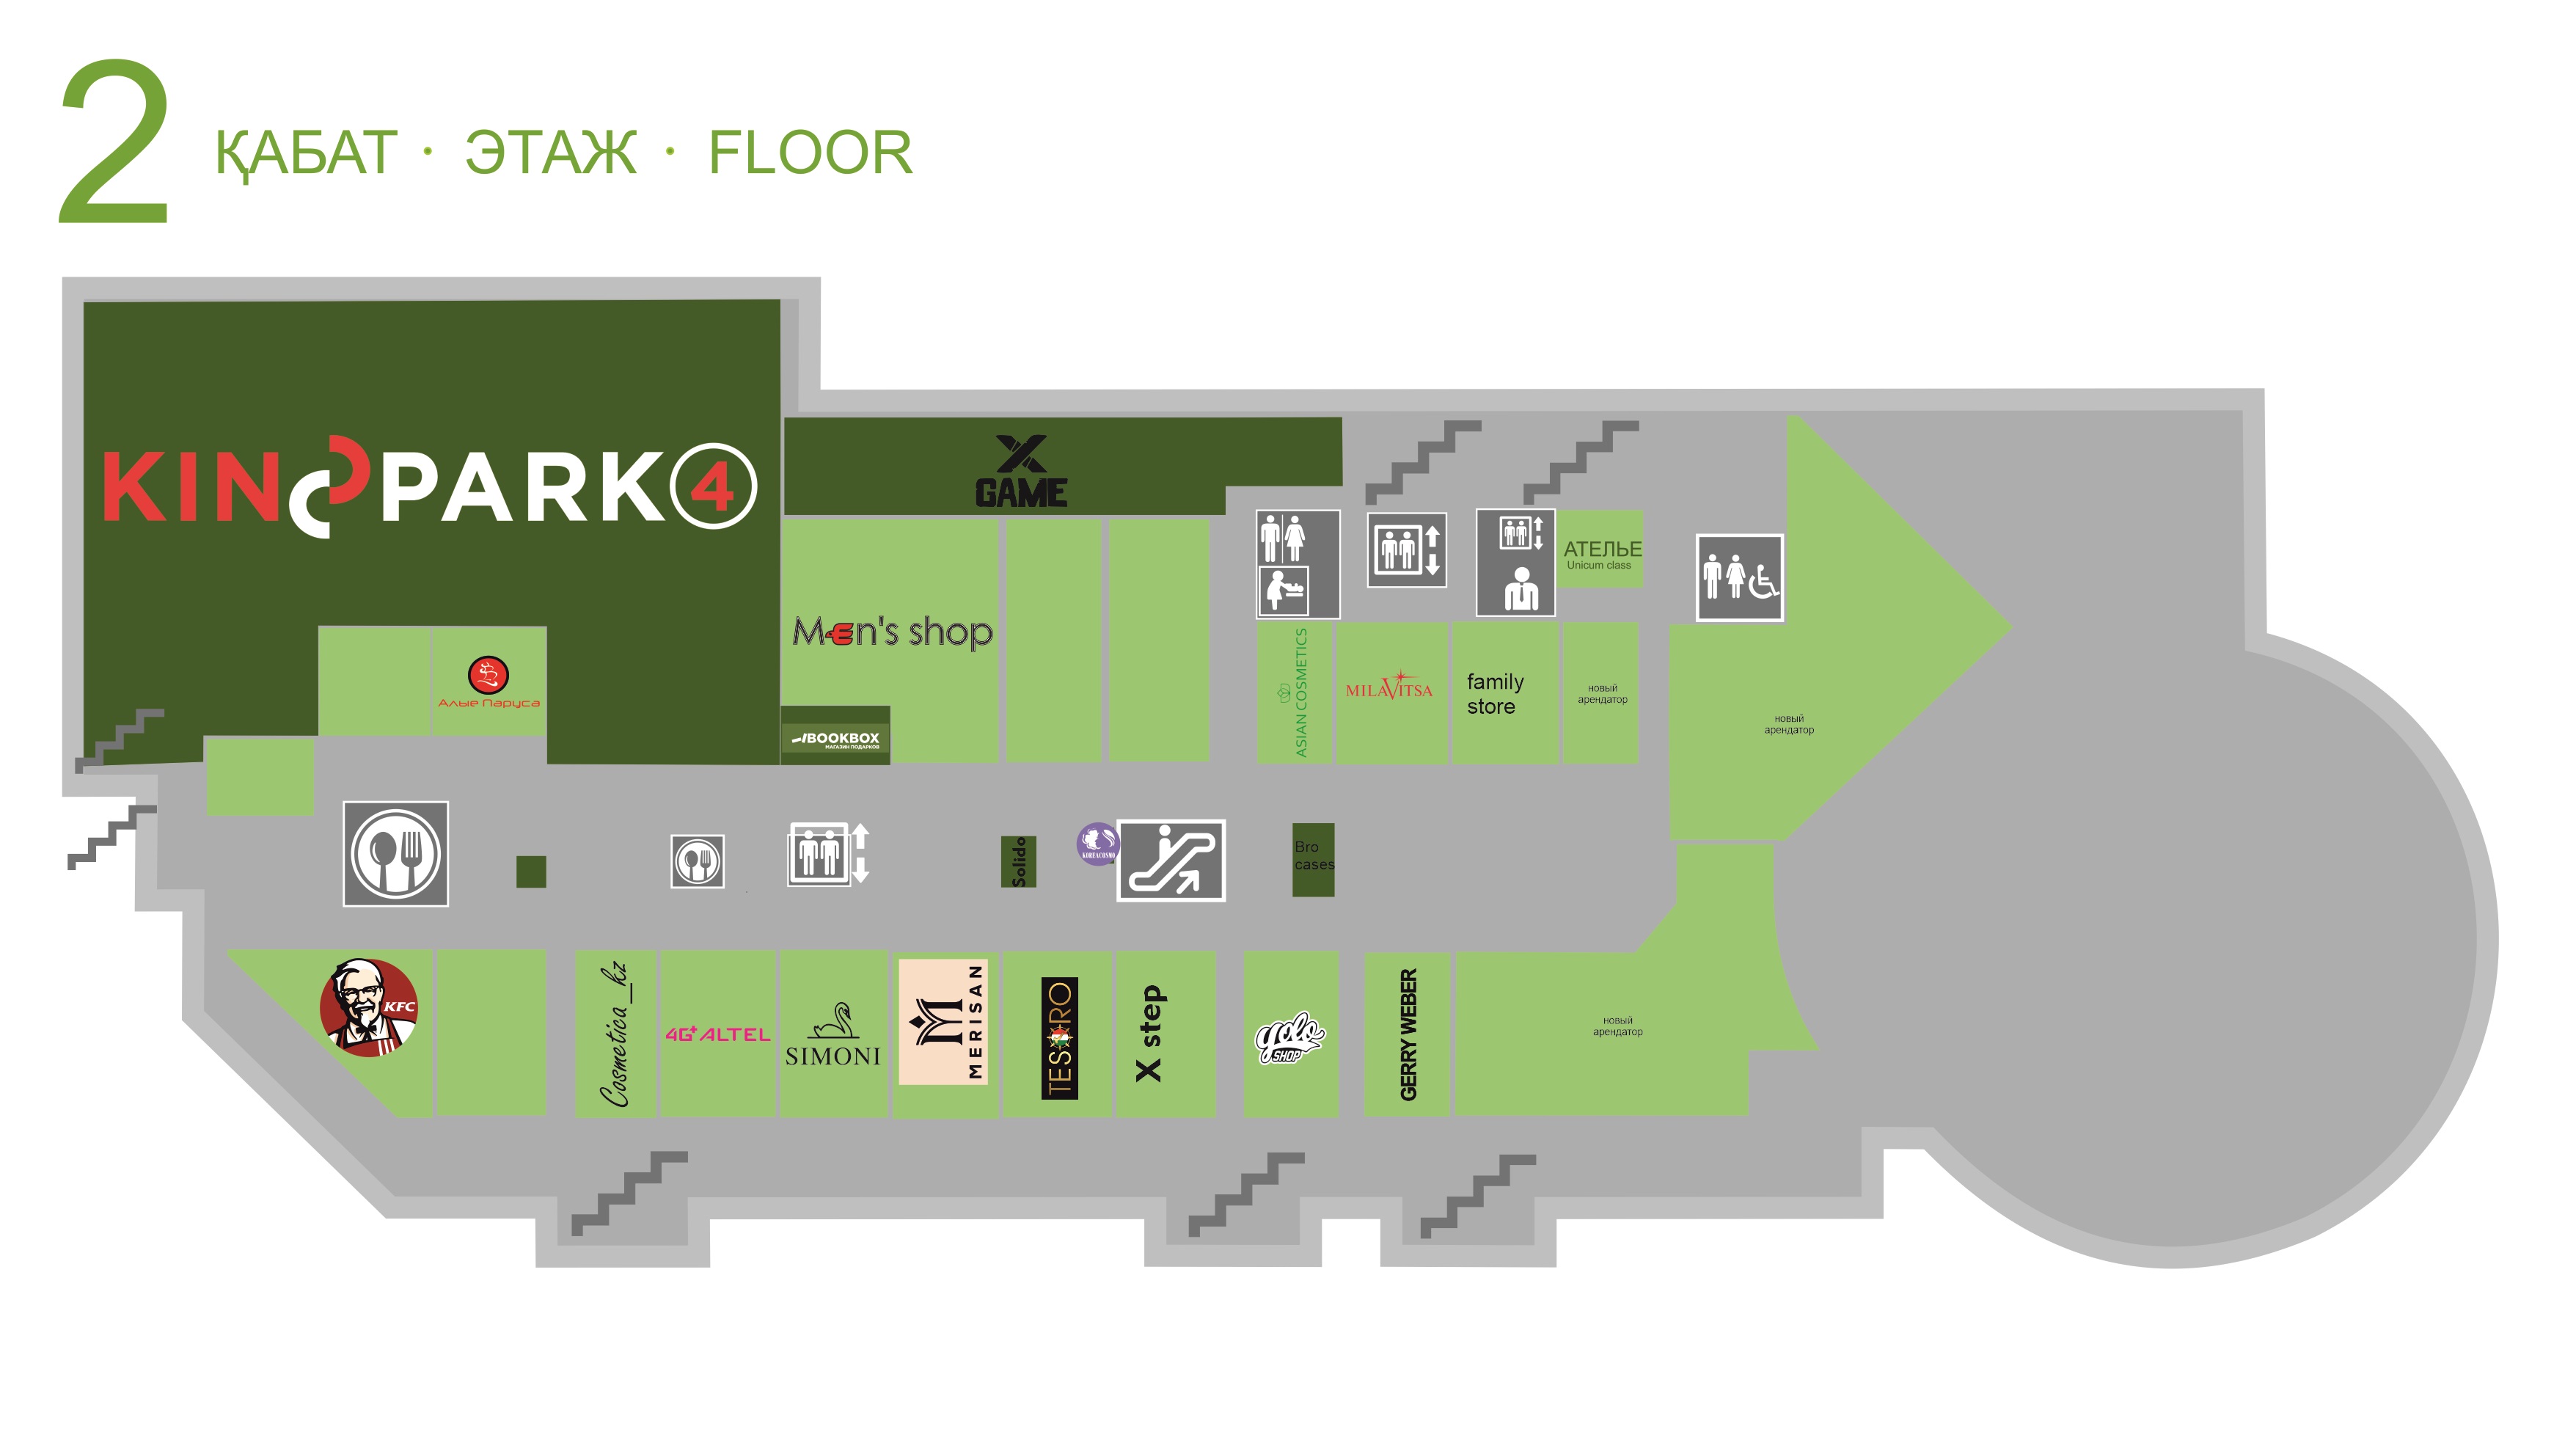 2 ҚАБАТ · ЭТАЖ · FLOOR
KINOPARK 4
X
GAME
АТЕЛЬЕ
Unicum class
Men's shop
Алые Паруса
BOOKBOX
МАГАЗИН ПОДАРКОВ
ASIAN COSMETICS
MILAVITSA
family
store
новый
арендатор
новый
арендатор
Solido
KOREACOSMO
Bro
cases
KFC
Cosmetica_kz
4G+ ALTEL
SIMONI
MERISAN
TESORO
X step
yolo
SHOP
GERRY WEBER
новый
арендатор